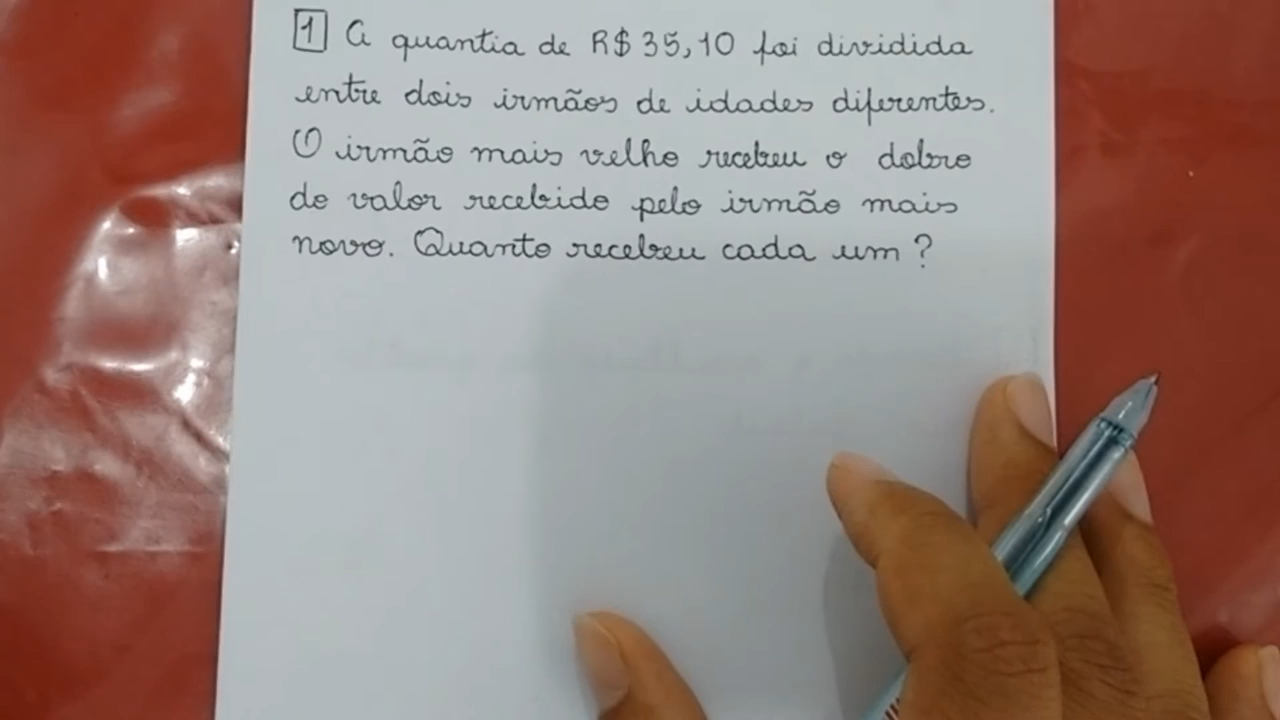 1 A quantia de R$ 35,10 foi dividida
entre dois irmãos de idades diferentes.
O irmão mais velho recebeu o dobro
do valor recebido pelo irmão mais
novo. Quanto recebeu cada um ?